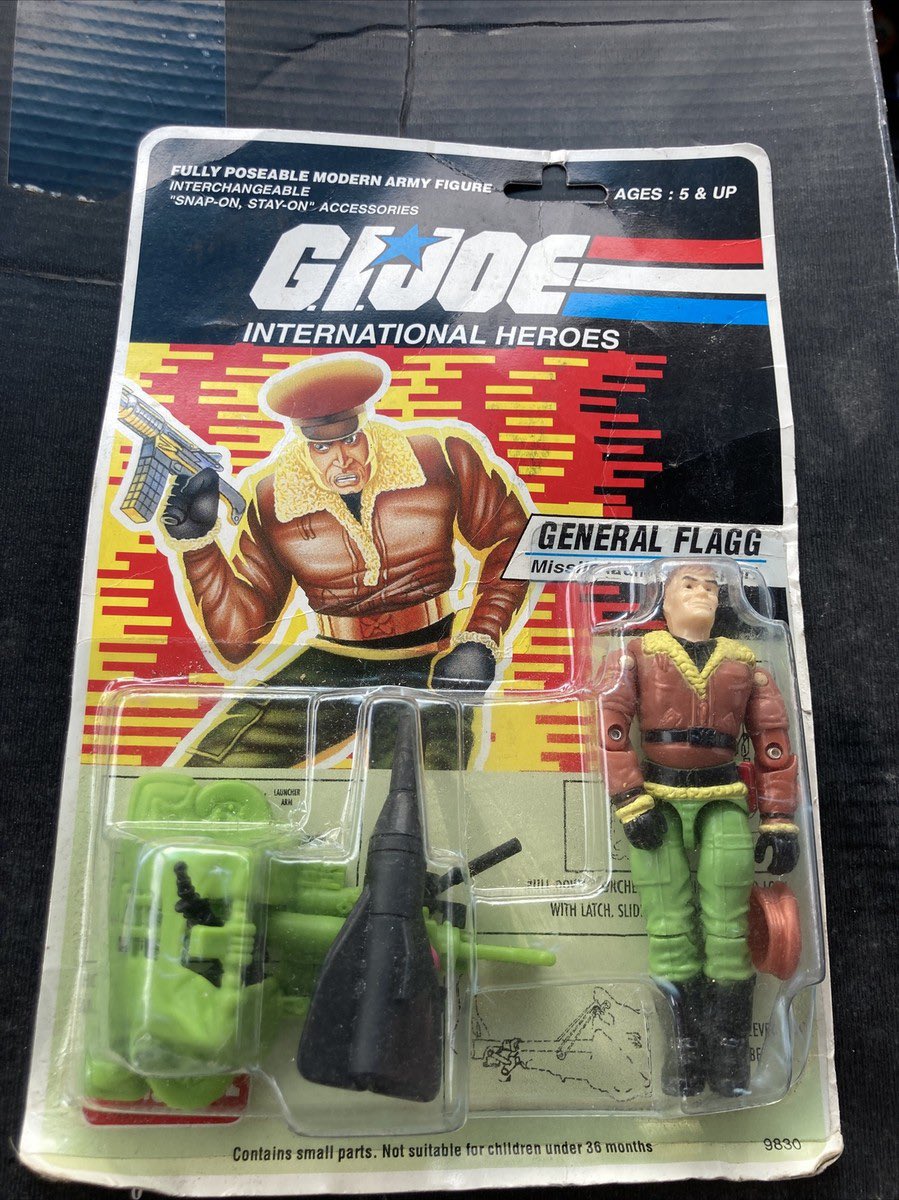 FULLY POSEABLE MODERN ARMY FIGURE
INTERCHANGEABLE
"SNAP-ON, STAY-ON" ACCESSORIES
AGES : 5 & UP
G.I.JOE
INTERNATIONAL HEROES
GENERAL FLAGG
LAUNCHER
ARM
WITH LATCH, SLID
Contains small parts. Not suitable for children under 36 months
9830